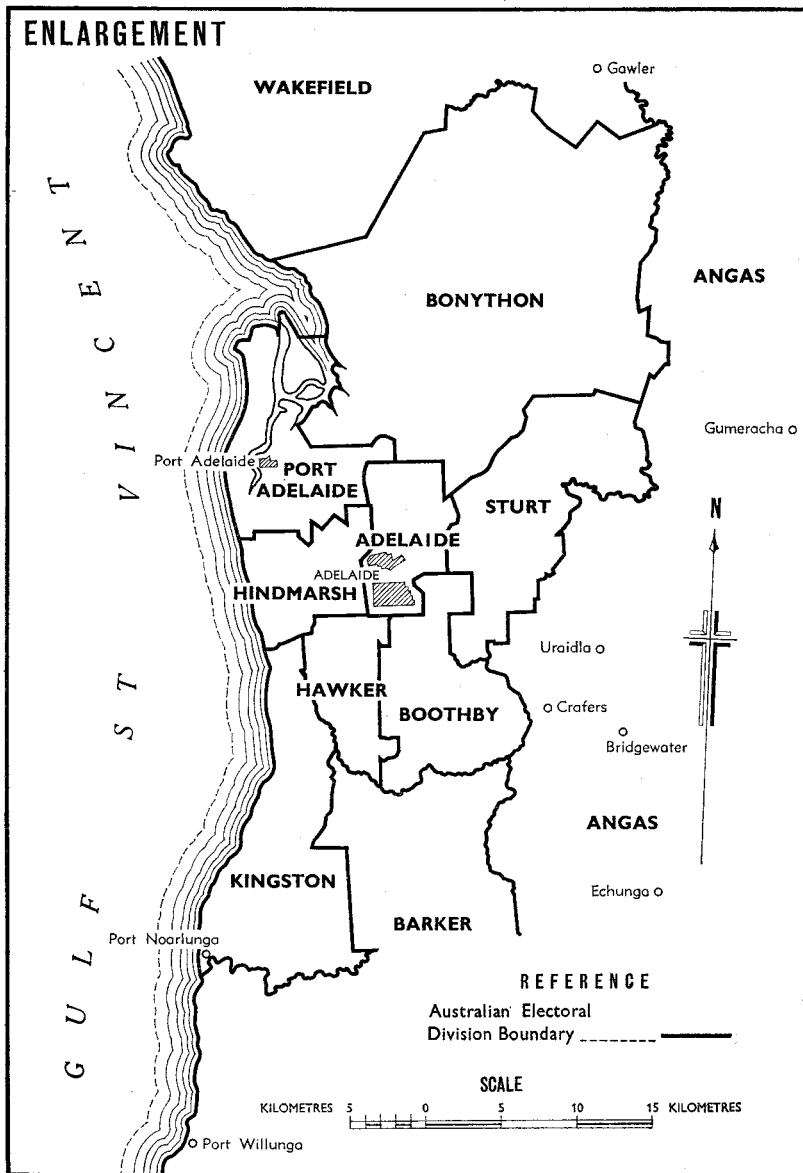 ENLARGEMENT
WAKEFIELD
Gawler
GULF ST VINCENT
ANGAS
BONYTHON
Gumeracha
Port Adelaide
PORT
ADELAIDE
STURT
N
ADELAIDE
ADELAIDE
HINDMARSH
Uraidla
HAWKER
BOOTHBY
Crafers
Bridgewater
ANGAS
KINGSTON
Echunga
BARKER
Port Noarlunga
REFERENCE
Australian Electoral
Division Boundary
SCALE
KILOMETRES 5 0 5 10 15 KILOMETRES
Port Willunga